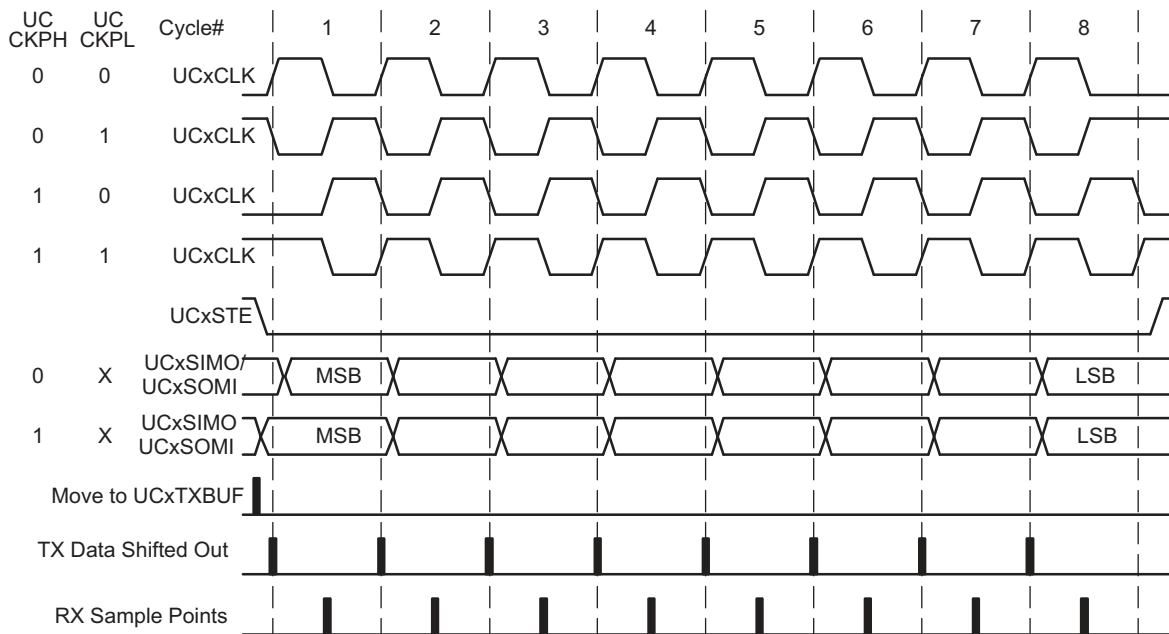 UC UC Cycle# 1 2 3 4 5 6 7 8
CKPH CKPL
0 0 UCxCLK
0 1 UCxCLK
1 0 UCxCLK
1 1 UCxCLK
UCxSTE
0 X UCxSIMO/ MSB LSB
UCxSOMI
1 X UCxSIMO MSB LSB
UCxSOMI
Move to UCxTXBUF
TX Data Shifted Out
RX Sample Points